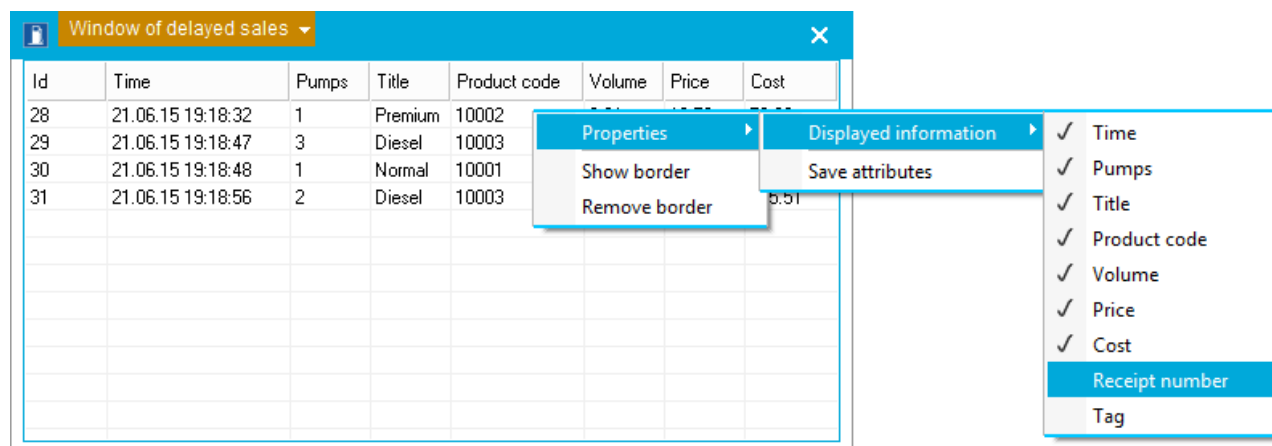 Window of delayed sales
Id Time Pumps Title Product code Volume Price Cost
28 21.06.15 19:18:32 1 Premium 10002
29 21.06.15 19:18:47 3 Diesel 10003
30 21.06.15 19:18:48 1 Normal 10001
31 21.06.15 19:18:56 2 Diesel 10003 5.51
Properties
Show border
Remove border
Displayed information
Save attributes
Time
Pumps
Title
Product code
Volume
Price
Cost
Receipt number
Tag